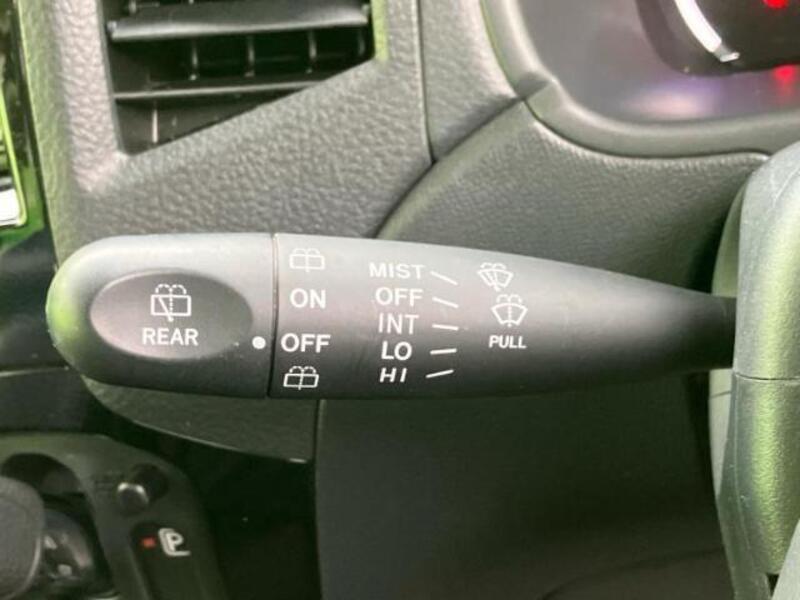 REAR
ON
OFF
MIST
OFF
INT
LO
HI
PULL
P